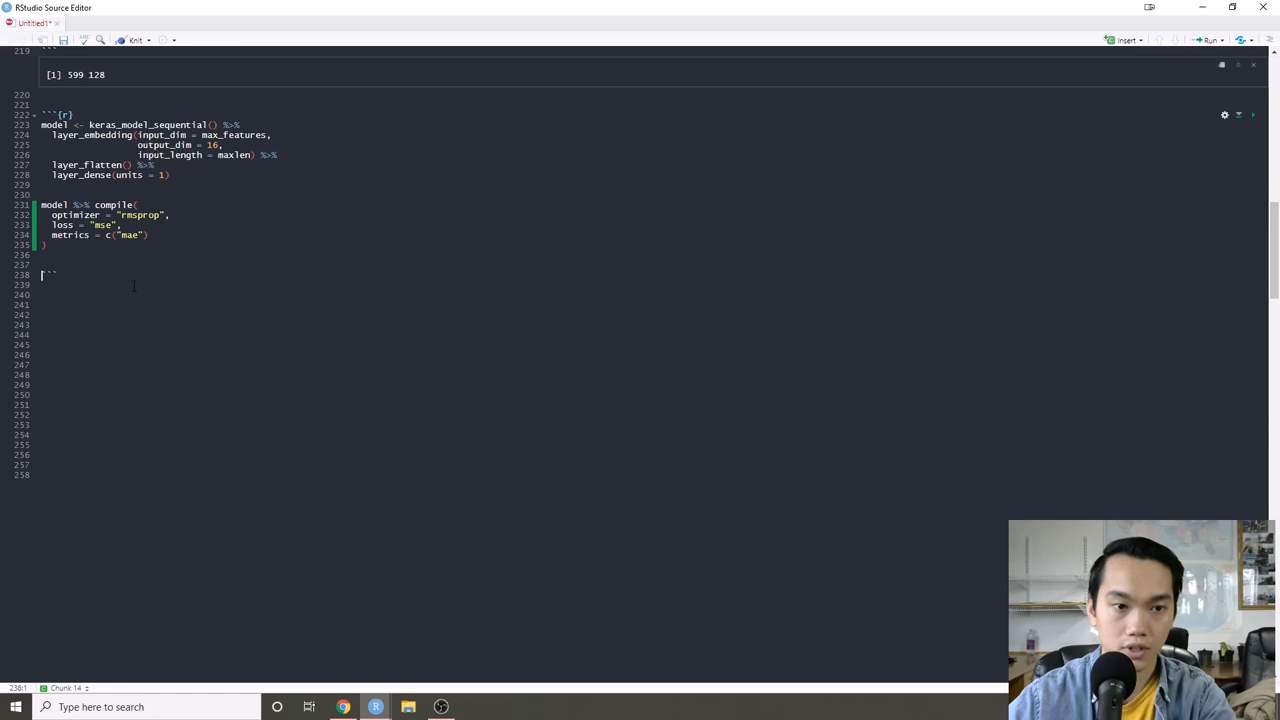 RStudio Source Editor
Untitled1*
Knit
Insert
Run
219 ```
[1] 599 128
220
221
222 ```{r}
223 model <- keras_model_sequential() %>%
224 layer_embedding(input_dim = max_features,
225 output_dim = 16,
226 input_length = maxlen) %>%
227 layer_flatten() %>%
228 layer_dense(units = 1)
229
230
231 model %>% compile(
232 optimizer = "rmsprop",
233 loss = "mse",
234 metrics = c("mae")
235 )
236
237
238 ```
239
240
241
242
243
244
245
246
247
248
249
250
251
252
253
254
255
256
257
258
238:1 Chunk 14
Type here to search